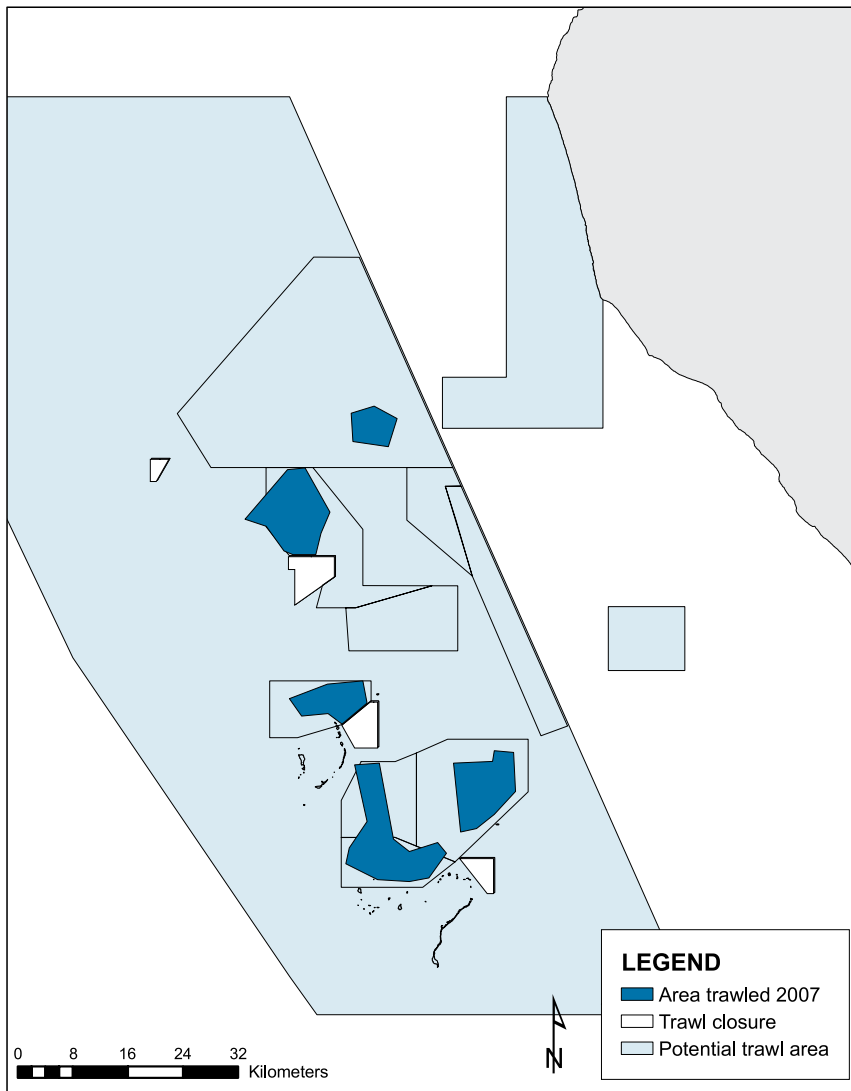 LEGEND
Area trawled 2007
Trawl closure
Potential trawl area
N
0 8 16 24 32
Kilometers